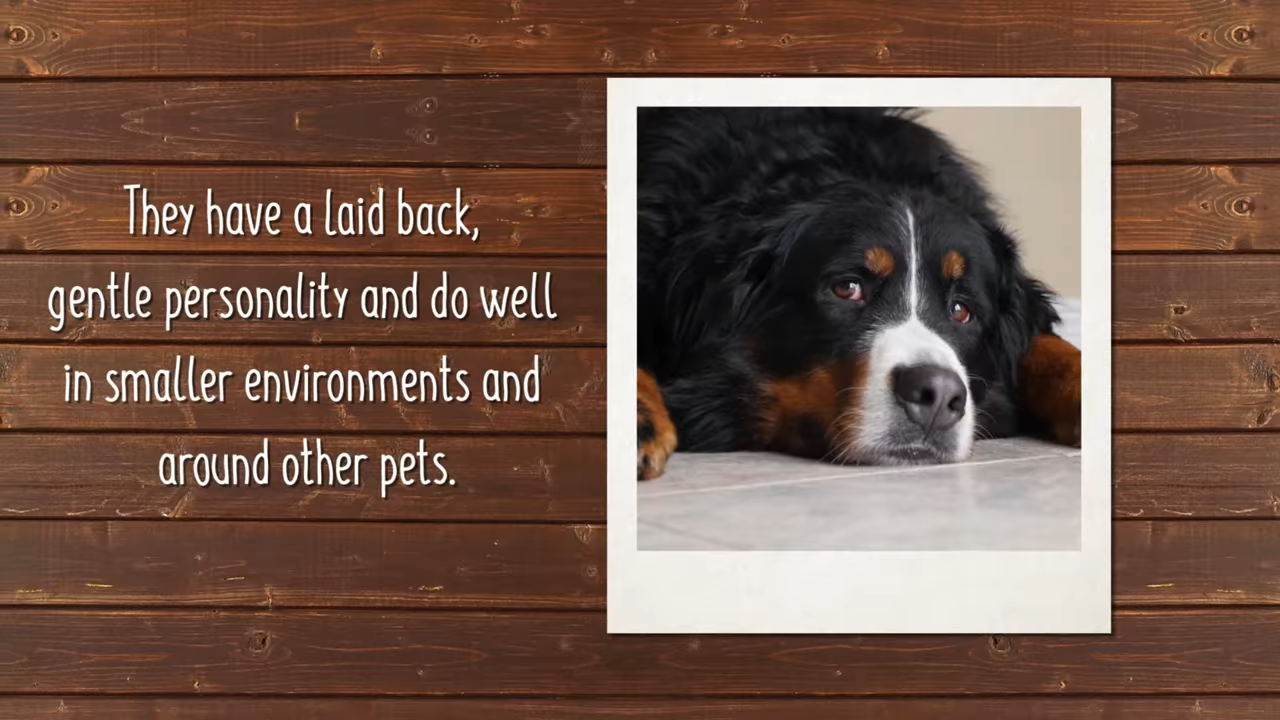 They have a laid back,
gentle personality and do well
in smaller environments and
around other pets.